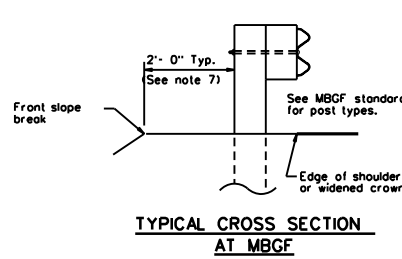 2'- 0" Typ.
(See note 7)
Front slope
break
See MBGF standard
for post types.
Edge of shoulder
or widened crown
TYPICAL CROSS SECTION
AT MBGF